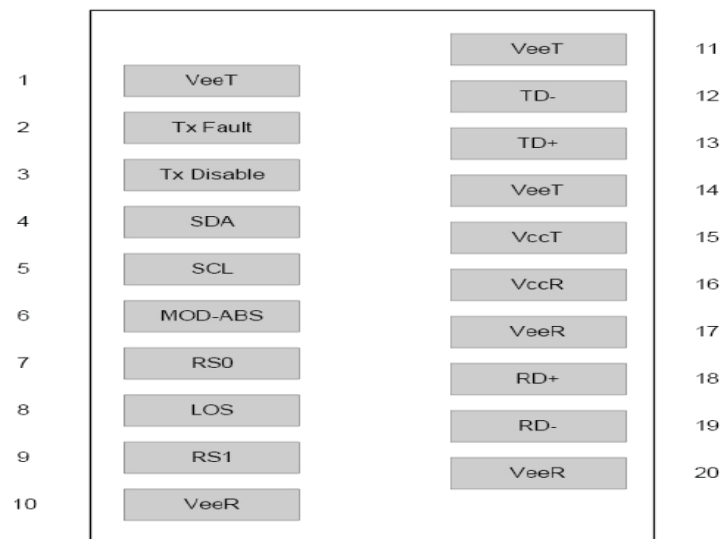 1 VeeT
2 Tx Fault
3 Tx Disable
4 SDA
5 SCL
6 MOD-ABS
7 RS0
8 LOS
9 RS1
10 VeeR
VeeT 11
TD- 12
TD+ 13
VeeT 14
VccT 15
VccR 16
VeeR 17
RD+ 18
RD- 19
VeeR 20